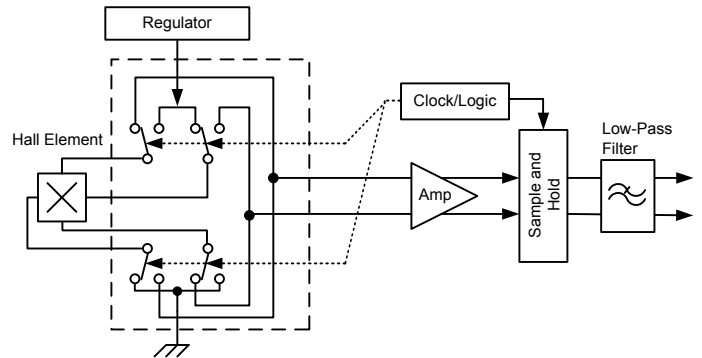 Regulator
Clock/Logic
Hall Element
Low-Pass
Filter
Amp
Sample and
Hold